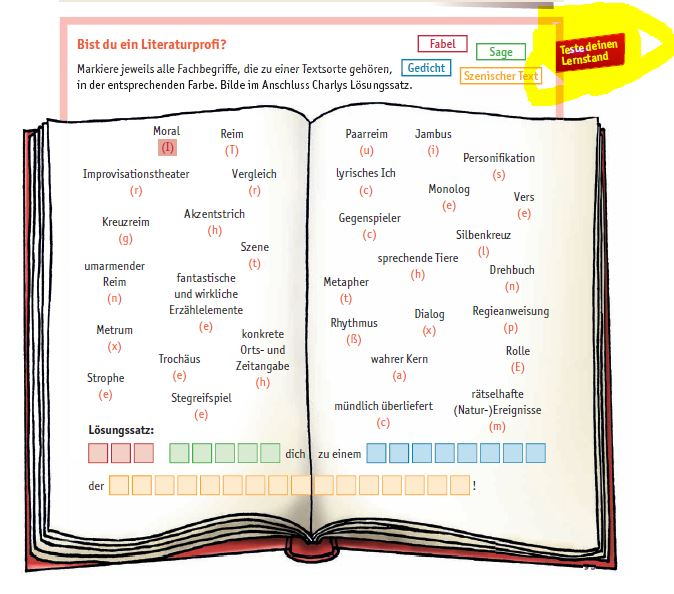 Bist du ein Literaturprofi?
Fabel
Sage
Teste deinen
Lernstand
Markiere jeweils alle Fachbegriffe, die zu einer Textsorte gehören,
Gedicht
Szenischer Text
in der entsprechenden Farbe. Bilde im Anschluss Charlys Lösungssatz.
Moral
(I)
Reim
(T)
Improvisationstheater
(r)
Vergleich
(r)
Kreuzreim
(g)
Akzentstrich
(h)
Szene
(t)
umarmender
Reim
(n)
fantastische
und wirkliche
Erzählelemente
(e)
Metrum
(x)
konkrete
Orts- und
Zeitangabe
(h)
Trochäus
(e)
Strophe
(e)
Stegreifspiel
(e)
Paarreim
(u)
Jambus
(i)
Personifikation
(s)
lyrisches Ich
(c)
Monolog
(e)
Vers
(e)
Gegenspieler
(c)
Silbenkreuz
(l)
sprechende Tiere
(h)
Drehbuch
(n)
Metapher
(t)
Dialog
(x)
Regieanweisung
(p)
Rhythmus
(ß)
wahrer Kern
(a)
Rolle
(E)
mündlich überliefert
(c)
rätselhafte
(Natur-)Ereignisse
(m)
Lösungssatz:
dich zu einem
der !